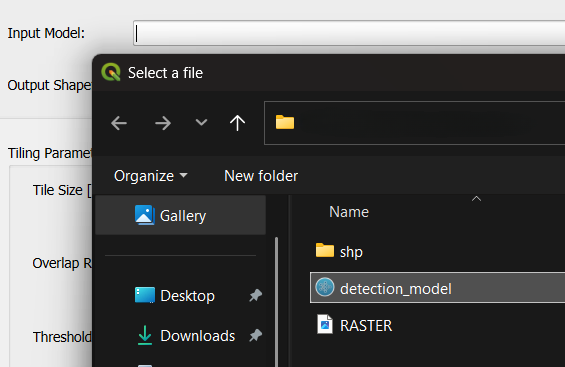 Input Model:
Select a file
Output Shape
Tiling Paramet
Organize
New folder
Tile Size [
Gallery
Name
shp
Overlap R
Desktop
detection_model
Threshold
Downloads
RASTER